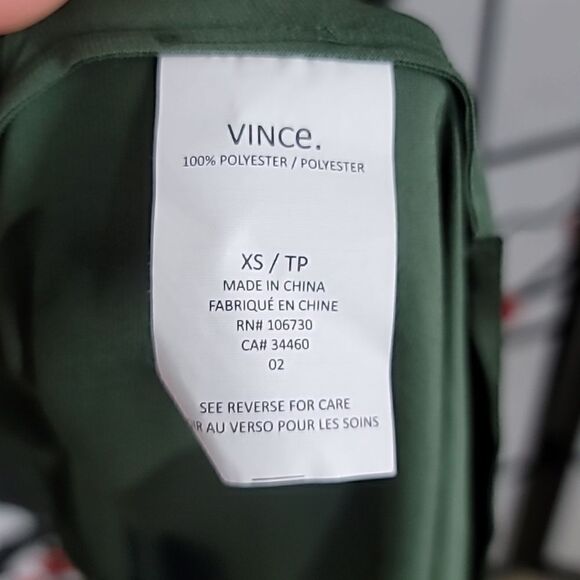 VINCe.
100% POLYESTER / POLYESTER
XS / TP
MADE IN CHINA
FABRIQUÉ EN CHINE
RN# 106730
CA# 34460
02
SEE REVERSE FOR CARE
AU VERSO POUR LES SOINS